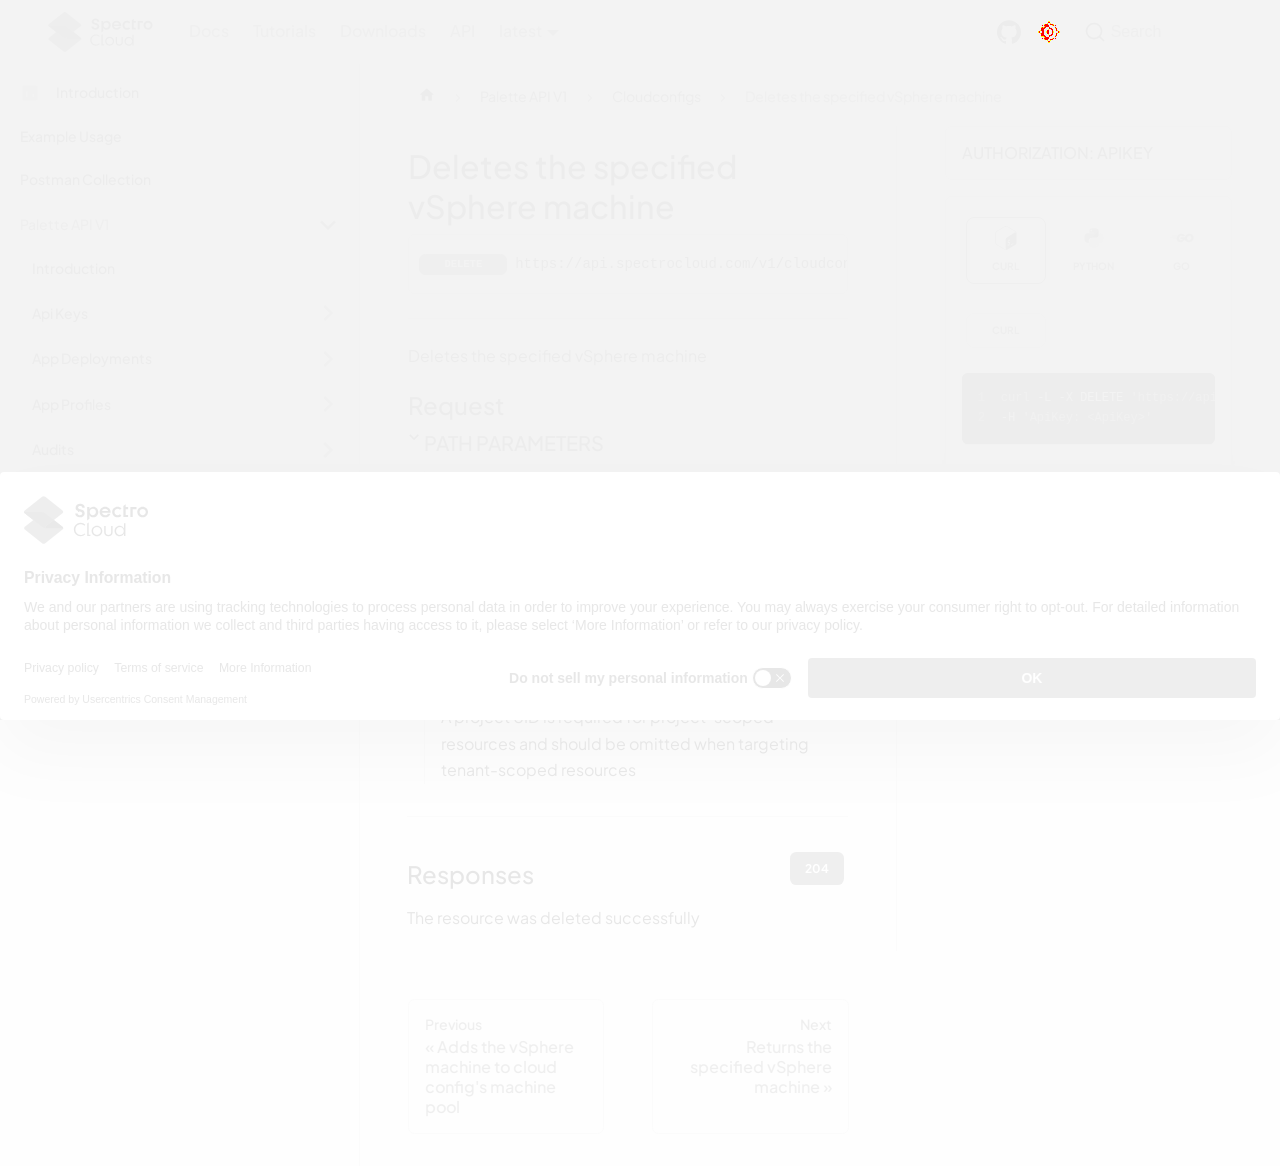 Spectro
Cloud
Docs Tutorials Downloads API latest
Search
Introduction
Example Usage
Postman Collection
Palette API V1
Introduction
Api Keys
App Deployments
App Profiles
Audits
Palette API V1
Cloudconfigs
Deletes the specified vSphere machine
Deletes the specified
vSphere machine
https://api.spectrocloud.com/v1/cloudcon
Deletes the specified vSphere machine
Request
PATH PARAMETERS
AUTHORIZATION: APIKEY
CURL PYTHON GO
CURL
DELETE
Spectro
Cloud
Privacy Information
We and our partners are using tracking technologies to process personal data in order to improve your experience. You may always exercise your consumer right to opt-out. For detailed information
about personal information we collect and third parties having access to it, please select ‘More Information’ or refer to our privacy policy.
Privacy policy Terms of service More Information
Powered by Usercentrics Consent Management
Do not sell my personal information
OK
A project UID is required for project-scoped
resources and should be omitted when targeting
tenant-scoped resources
Responses
204
The resource was deleted successfully
Previous
« Adds the vSphere
machine to cloud
config's machine
pool
Next
Returns the
specified vSphere
machine »